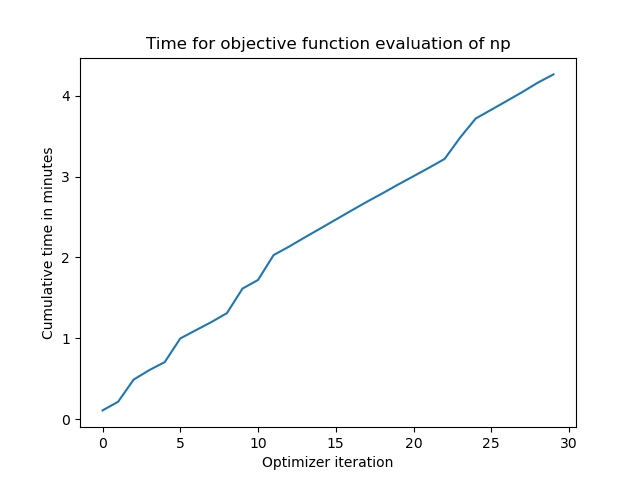 Time for objective function evaluation of np
Cumulative time in minutes
4
3
2
1
0
0 5 10 15 20 25 30
Optimizer iteration